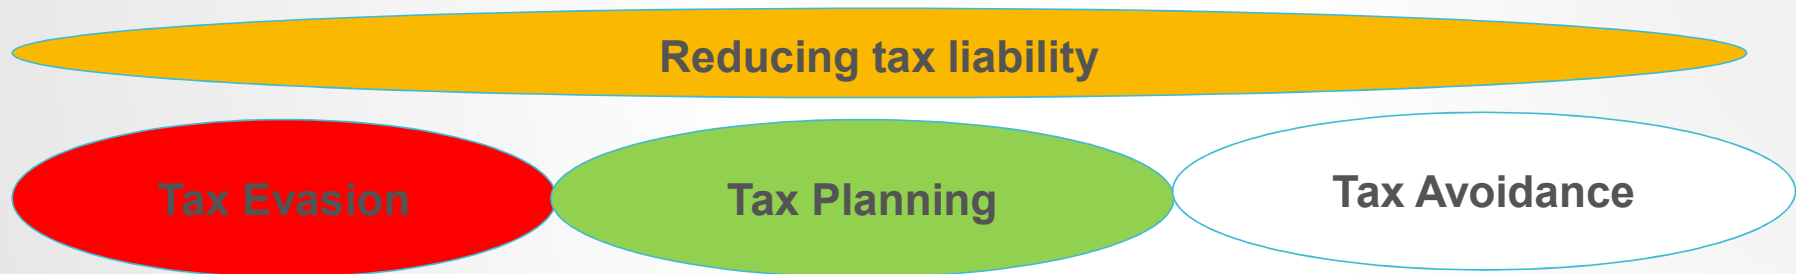 Reducing tax liability
Tax Evasion
Tax Planning
Tax Avoidance